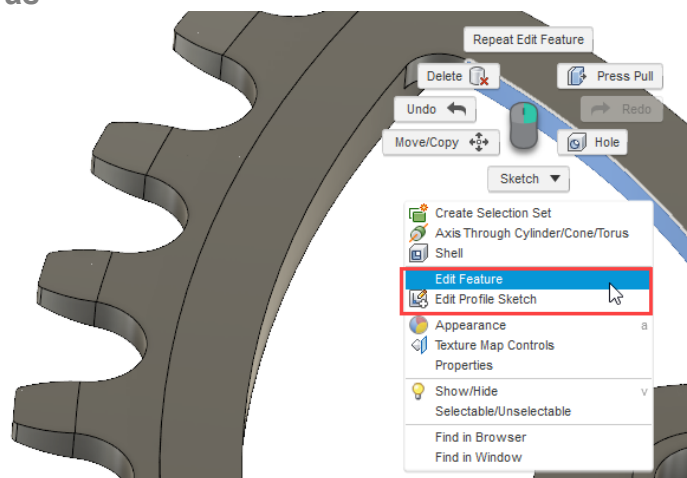 Repeat Edit Feature
Delete
Press Pull
Undo
Redo
Move/Copy
Hole
Sketch
Create Selection Set
Axis Through Cylinder/Cone/Torus
Shell
Edit Feature
Edit Profile Sketch
Appearance a
Texture Map Controls
Properties
Show/Hide v
Selectable/Unselectable
Find in Browser
Find in Window